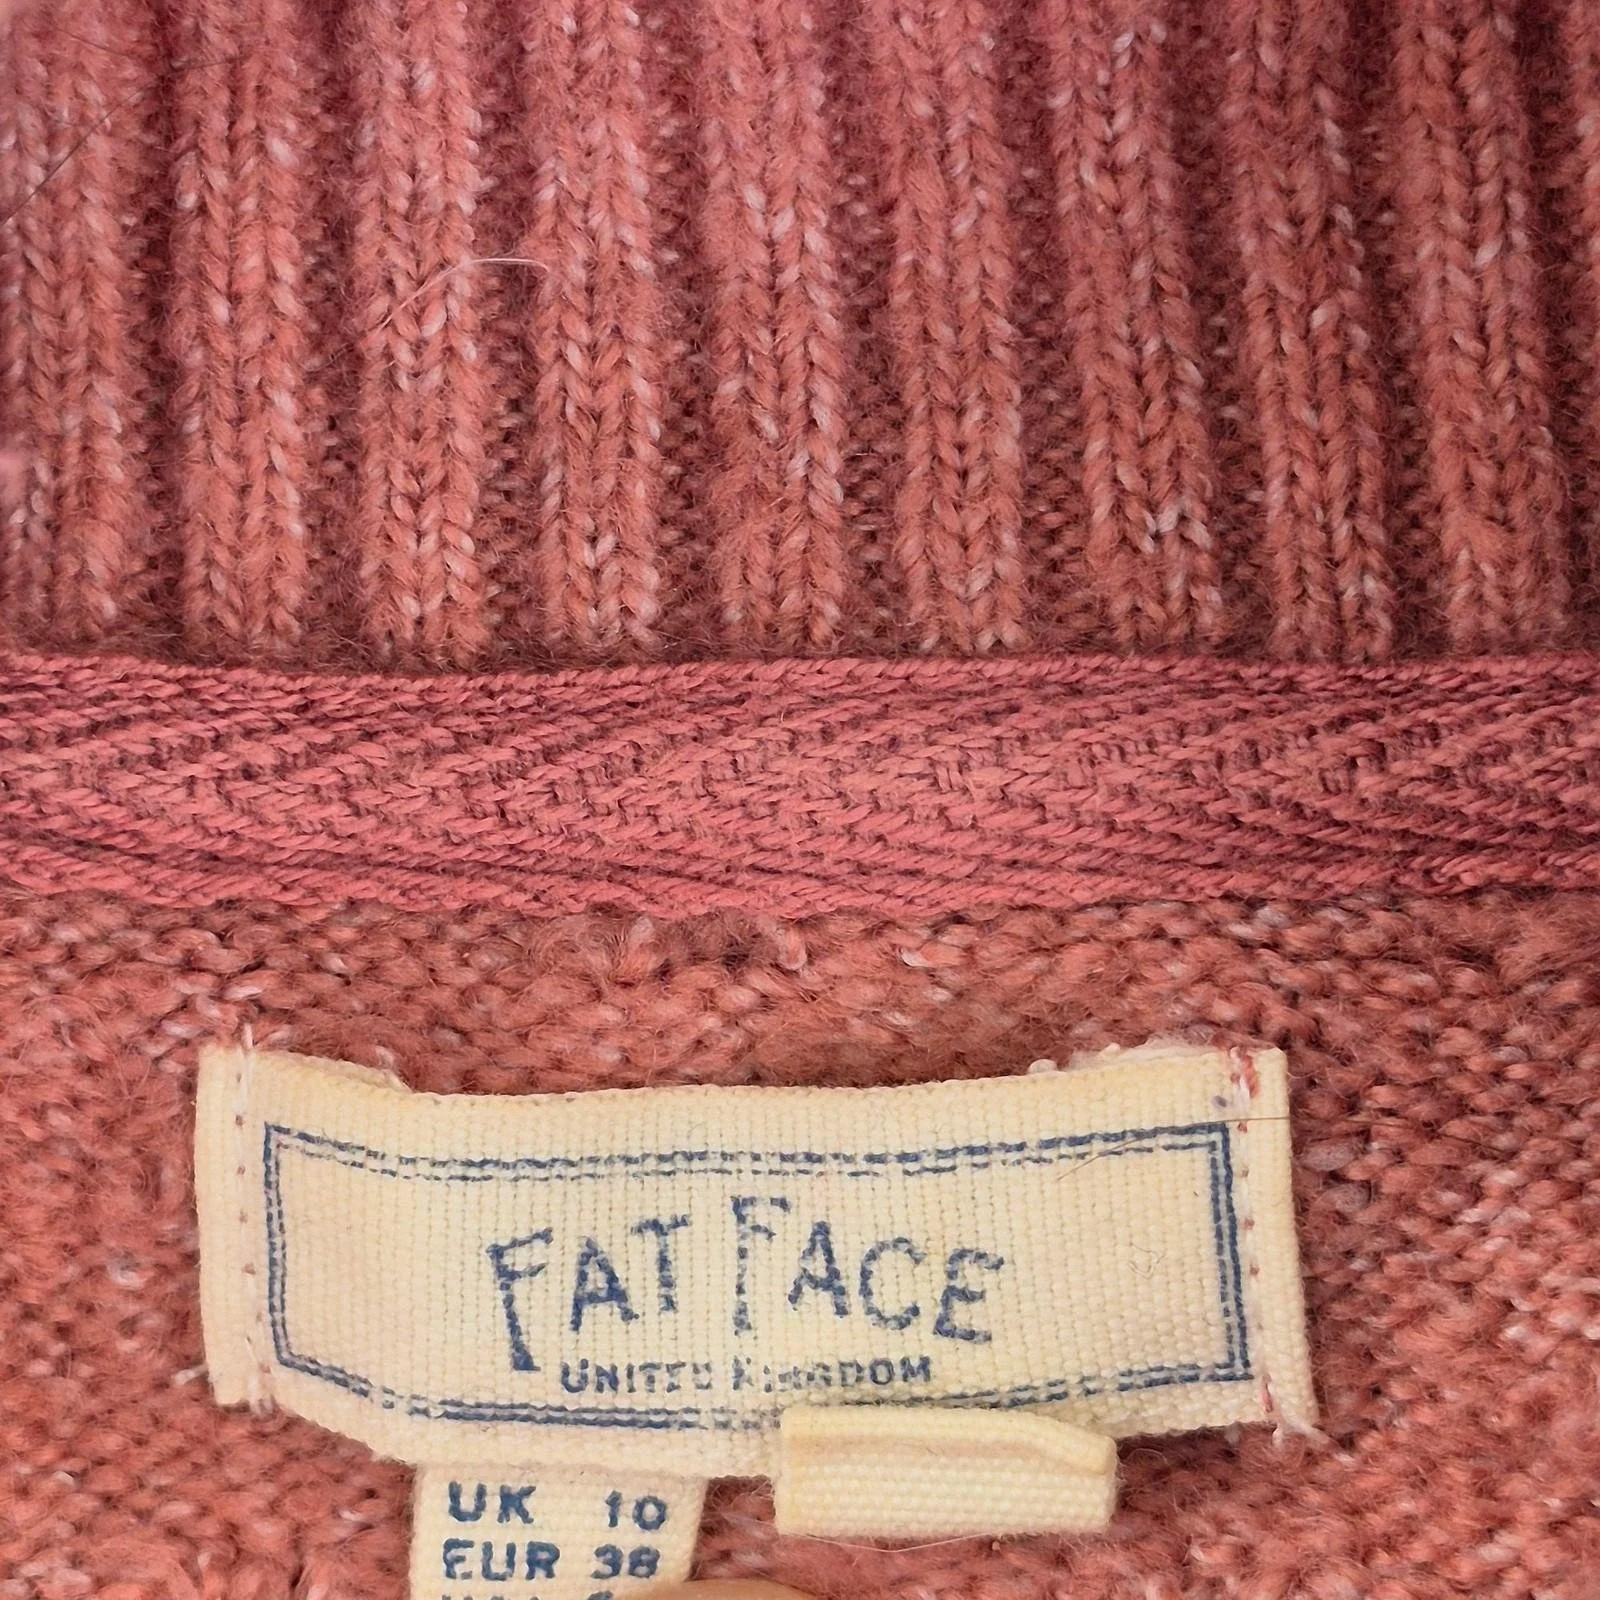 FAT FACE
UNITED KINGDOM
UK 10
EUR 38